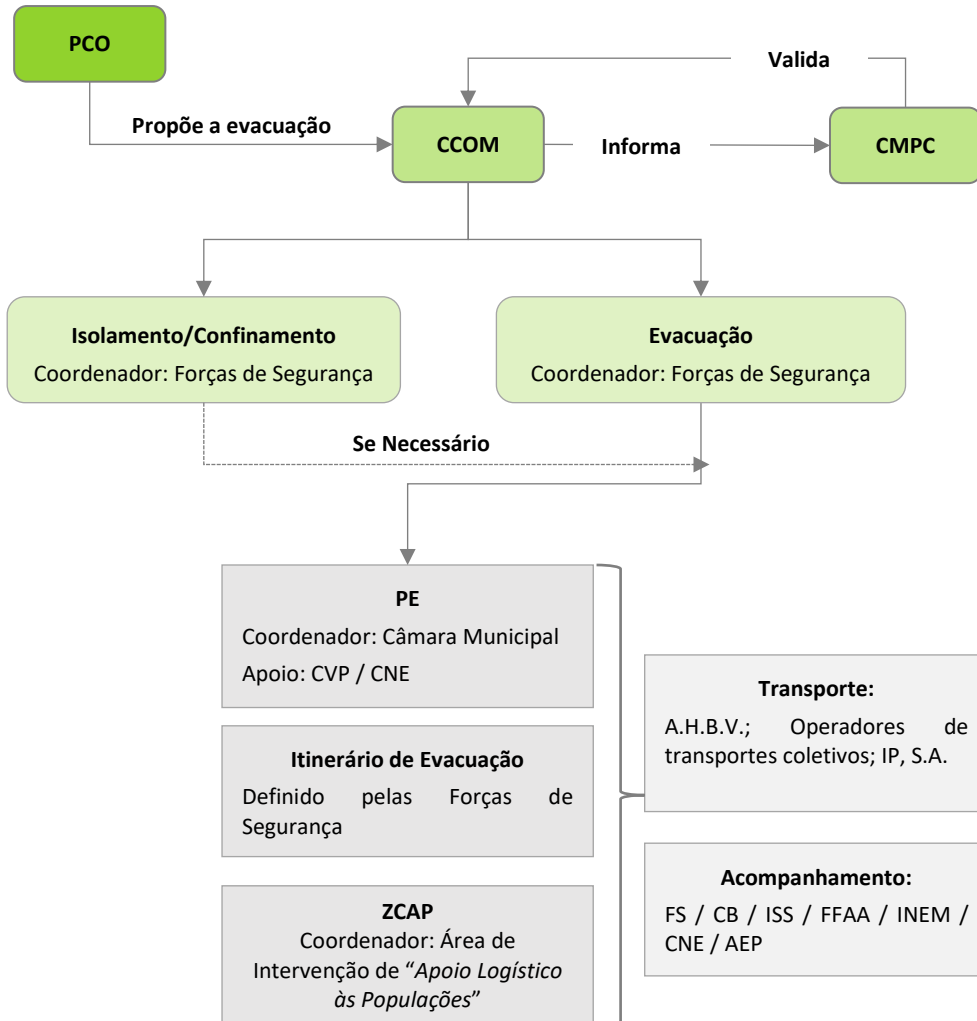 PCO
Valida
Propõe a evacuação
CCOM
Informa
CMPC
Isolamento/Confinamento
Coordenador: Forças de Segurança
Evacuação
Coordenador: Forças de Segurança
Se Necessário
PE
Coordenador: Câmara Municipal
Apoio: CVP / CNE
Itinerário de Evacuação
Definido pelas Forças de
Segurança
ZCAP
Coordenador: Área de
Intervenção de “Apoio Logístico
às Populações”
Transporte:
A.H.B.V.; Operadores de
transportes coletivos; IP, S.A.
Acompanhamento:
FS / CB / ISS / FFAA / INEM /
CNE / AEP